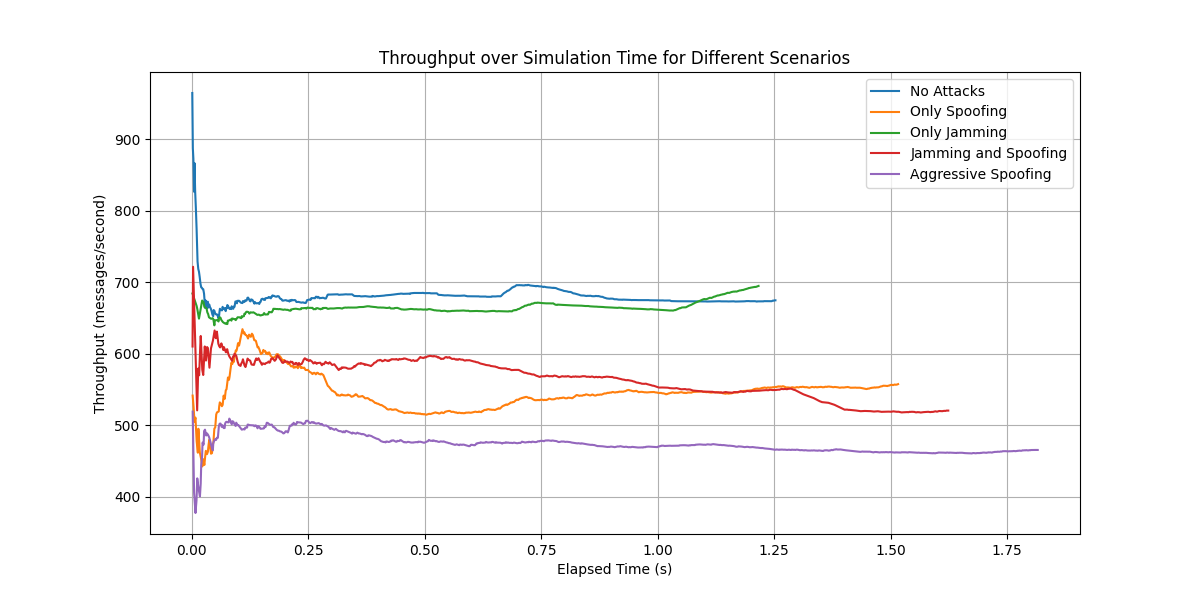 Throughput over Simulation Time for Different Scenarios
No Attacks
Only Spoofing
Only Jamming
Jamming and Spoofing
Aggressive Spoofing
Throughput (messages/second)
900
800
700
600
500
400
0.00 0.25 0.50 0.75 1.00 1.25 1.50 1.75
Elapsed Time (s)